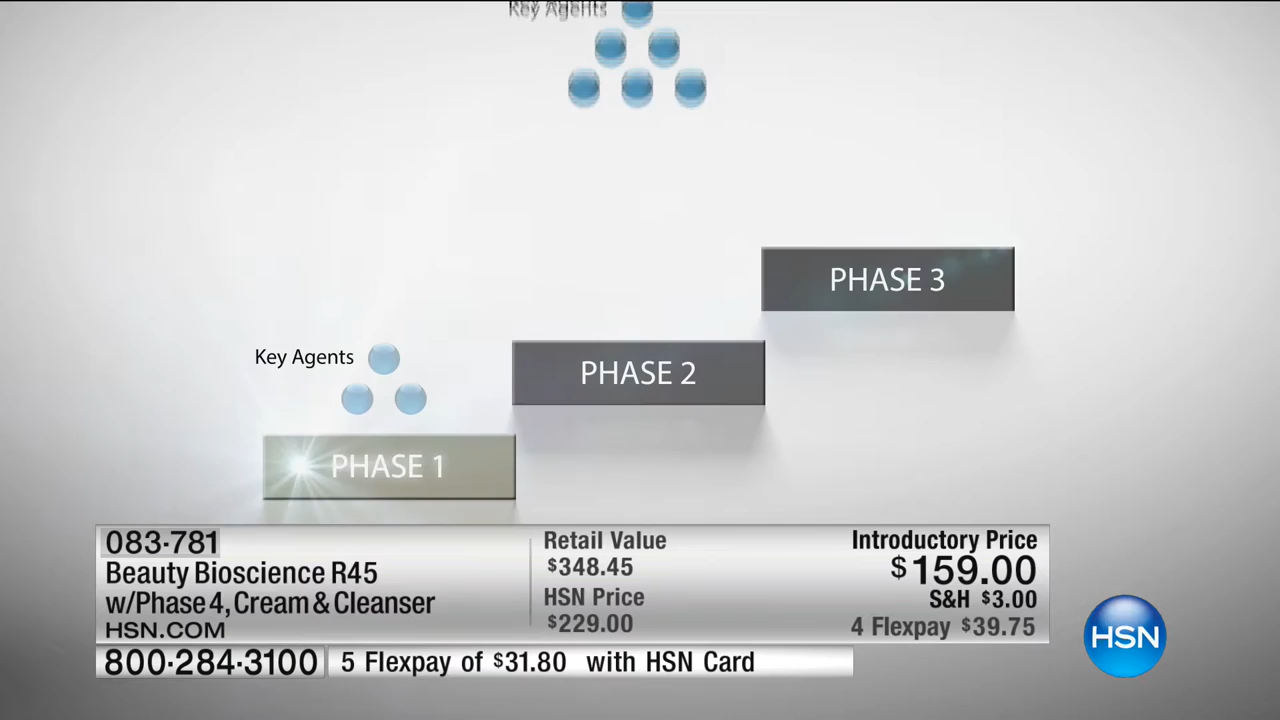 Key Agents
PHASE 3
Key Agents
PHASE 2
PHASE 1
083-781
Beauty Bioscience R45
w/Phase 4, Cream & Cleanser
HSN.COM
Retail Value
$348.45
HSN Price
$229.00
Introductory Price
$159.00
S&H $3.00
4 Flexpay $39.75
800·284·3100
5 Flexpay of $31.80 with HSN Card
HSN